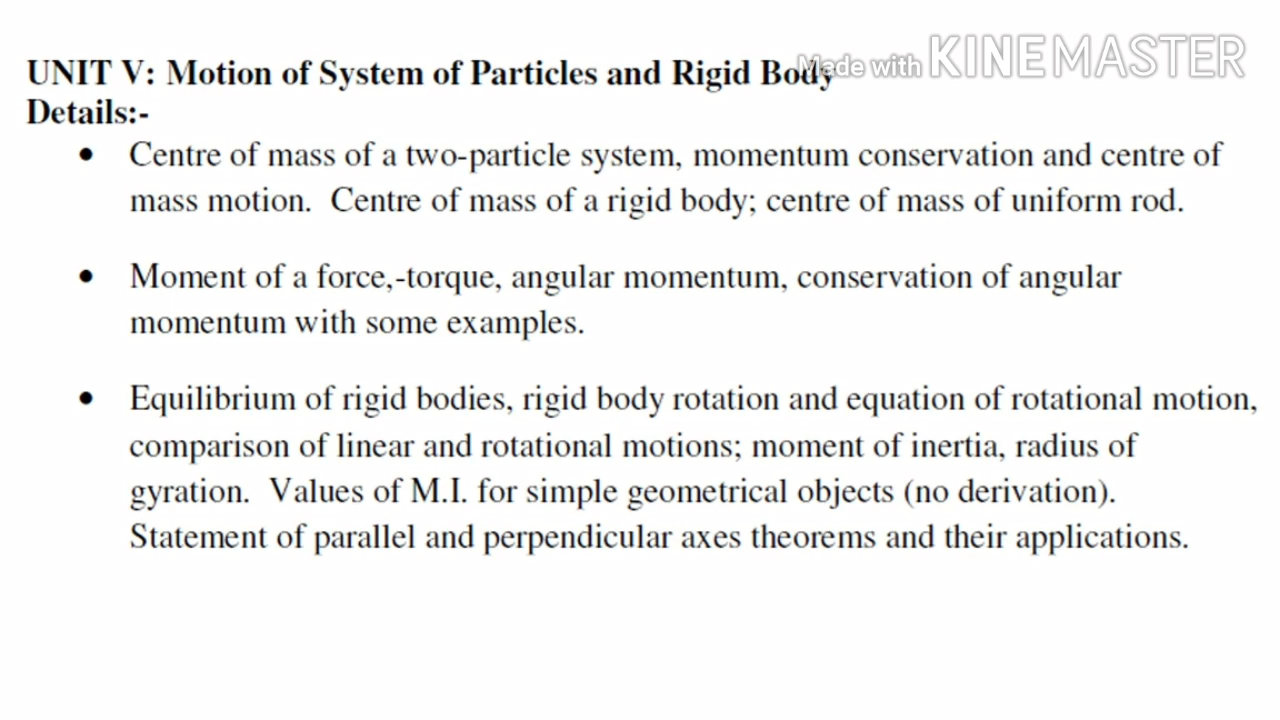 Made with KINEMASTER
UNIT V: Motion of System of Particles and Rigid Body
Details:-
• Centre of mass of a two-particle system, momentum conservation and centre of
mass motion. Centre of mass of a rigid body; centre of mass of uniform rod.
• Moment of a force,-torque, angular momentum, conservation of angular
momentum with some examples.
• Equilibrium of rigid bodies, rigid body rotation and equation of rotational motion,
comparison of linear and rotational motions; moment of inertia, radius of
gyration. Values of M.I. for simple geometrical objects (no derivation).
Statement of parallel and perpendicular axes theorems and their applications.